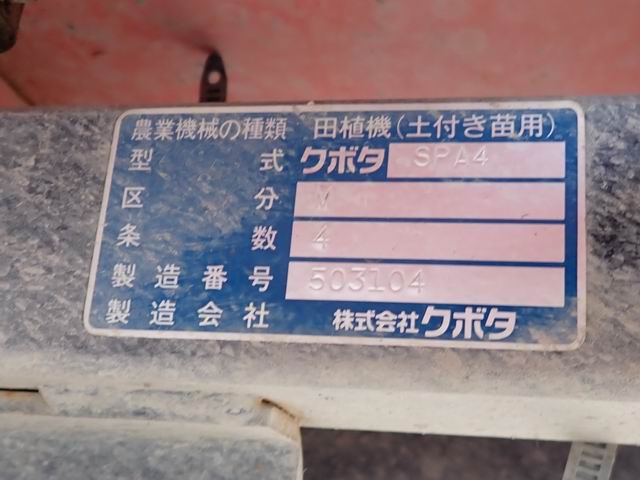 農業機械の種類 田植機(土付き苗用)
型式 クボタ SPA4
区分 W
条数 4
製造番号 503104
製造会社 株式会社クボタ